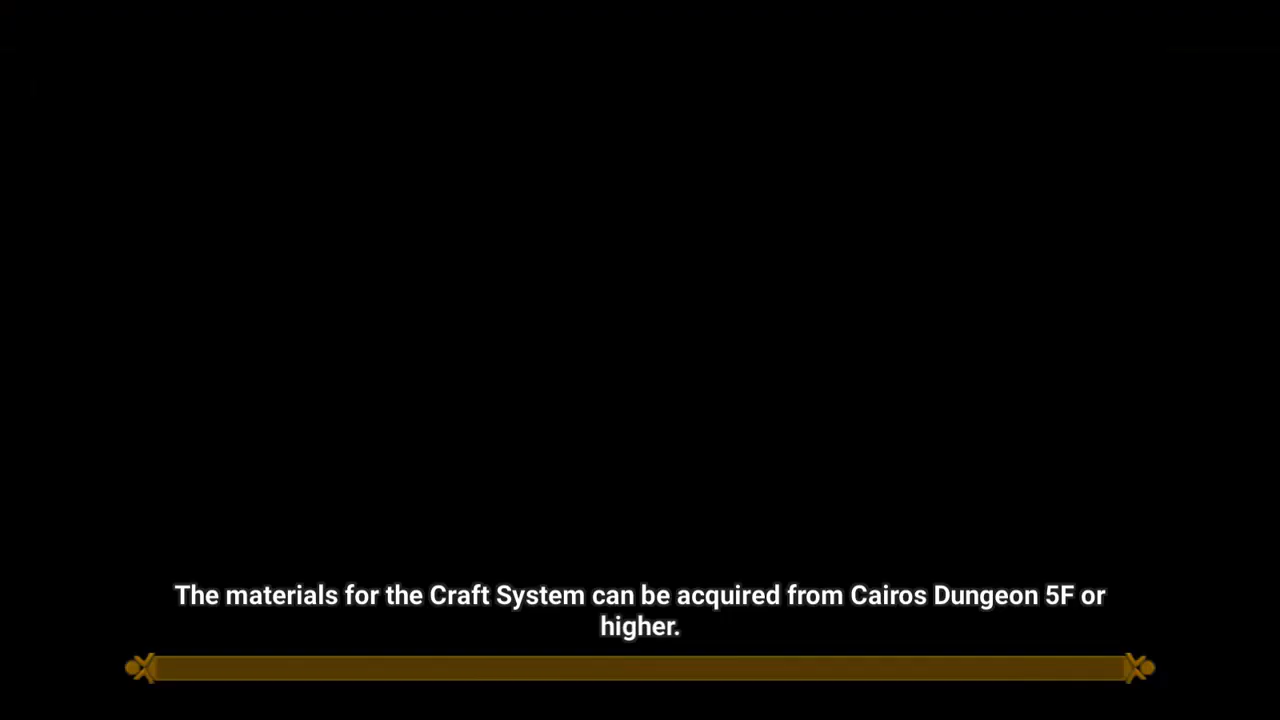 The materials for the Craft System can be acquired from Cairos Dungeon 5F or
higher.